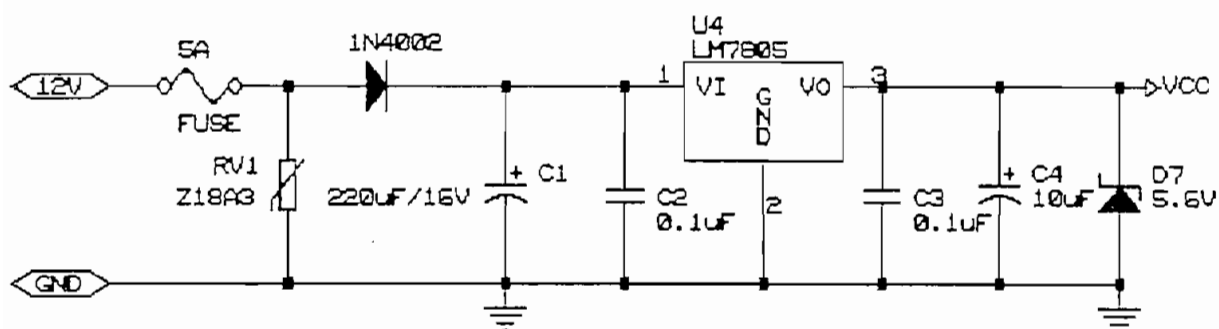 12V
5A
FUSE
RV1
Z18A3
1N4002
220uF/16V
C1
C2
0.1uF
U4
LM7805
1
VI
GND
VO
3
2
C3
0.1uF
C4
10uF
D7
5.6V
VCC
GND